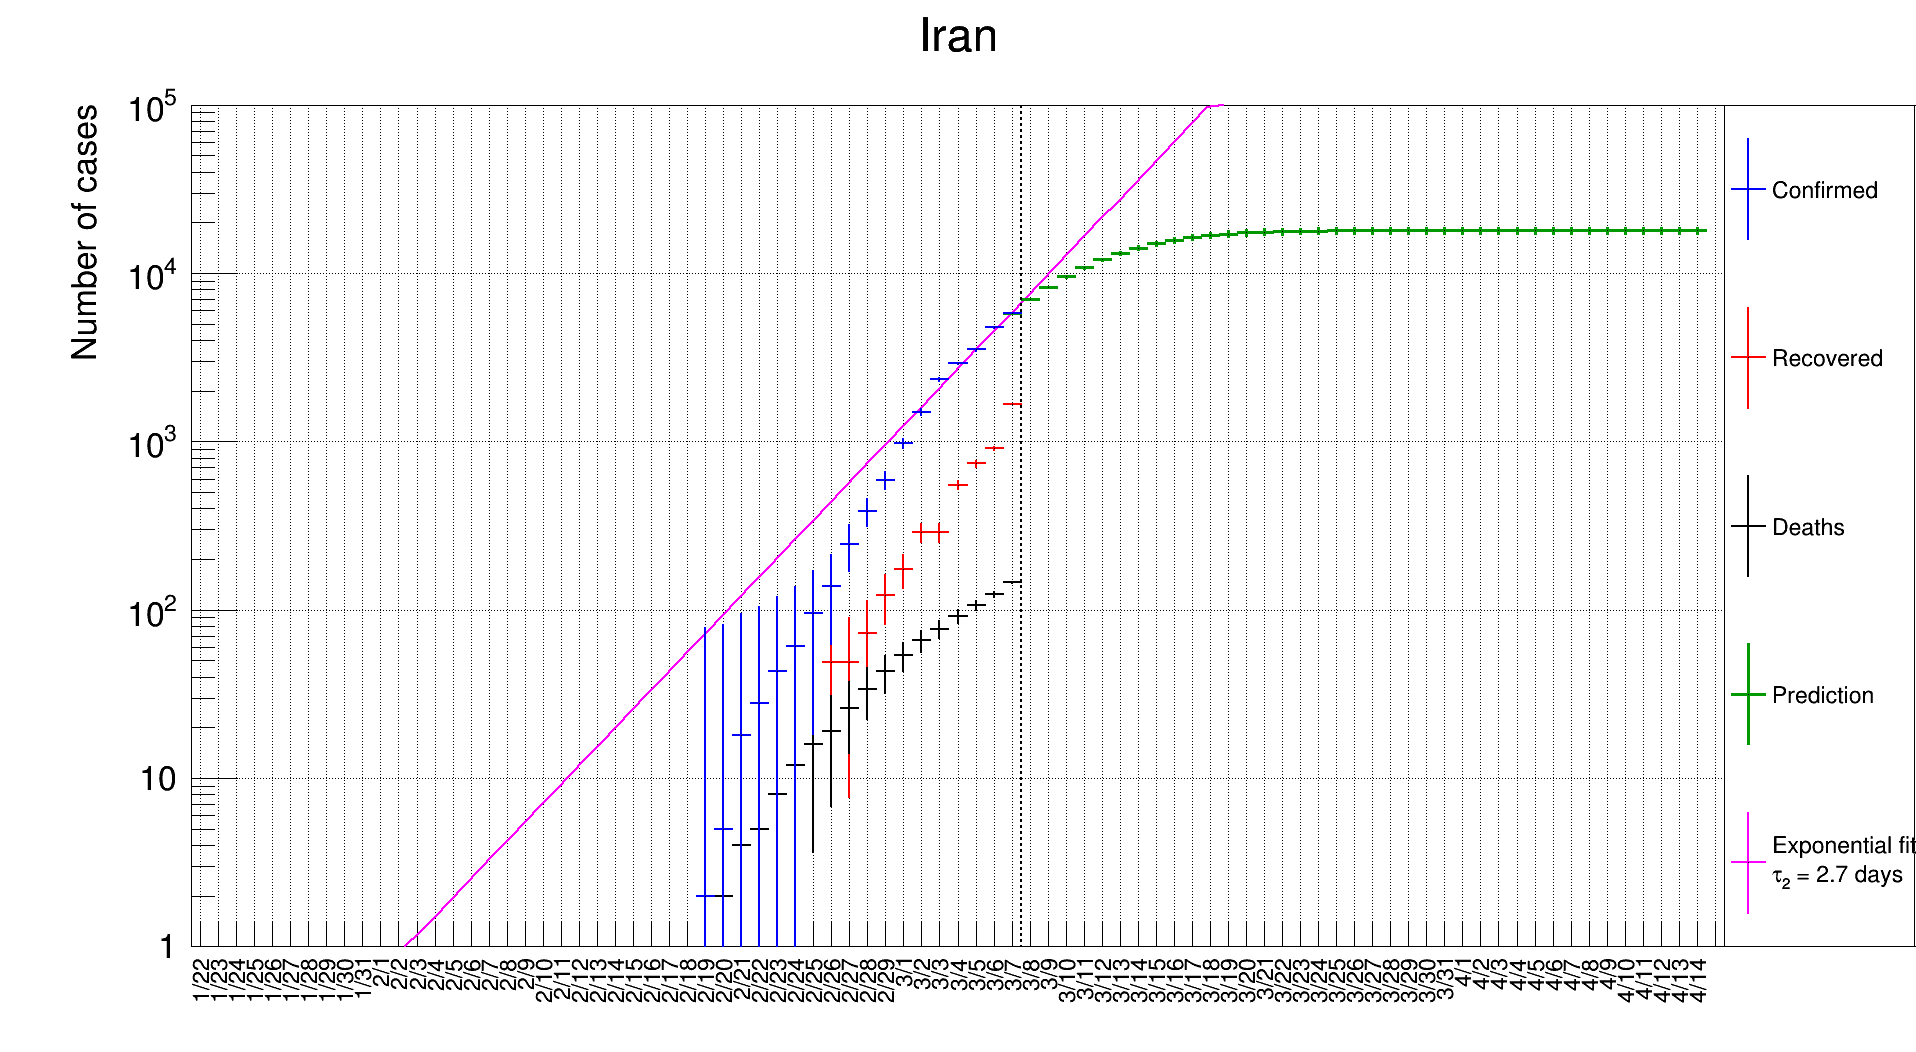 Iran
Number of cases
10^5
10^4
10^3
10^2
10
1
1/22 1/23 1/24 1/25 1/26 1/27 1/28 1/29 1/30 1/31 2/1 2/2 2/3 2/4 2/5 2/6 2/7 2/8 2/9 2/10 2/11 2/12 2/13 2/14 2/15 2/16 2/17 2/18 2/19 2/20 2/21 2/22 2/23 2/24 2/25 2/26 2/27 2/28 2/29 3/1 3/2 3/3 3/4 3/5 3/6 3/7 3/8 3/9 3/10 3/11 3/12 3/13 3/14 3/15 3/16 3/17 3/18 3/19 3/20 3/21 3/22 3/23 3/24 3/25 3/26 3/27 3/28 3/29 3/30 3/31 4/1 4/2 4/3 4/4 4/5 4/6 4/7 4/8 4/9 4/10 4/11 4/12 4/13 4/14
Confirmed
Recovered
Deaths
Prediction
Exponential fit
τ₂ = 2.7 days